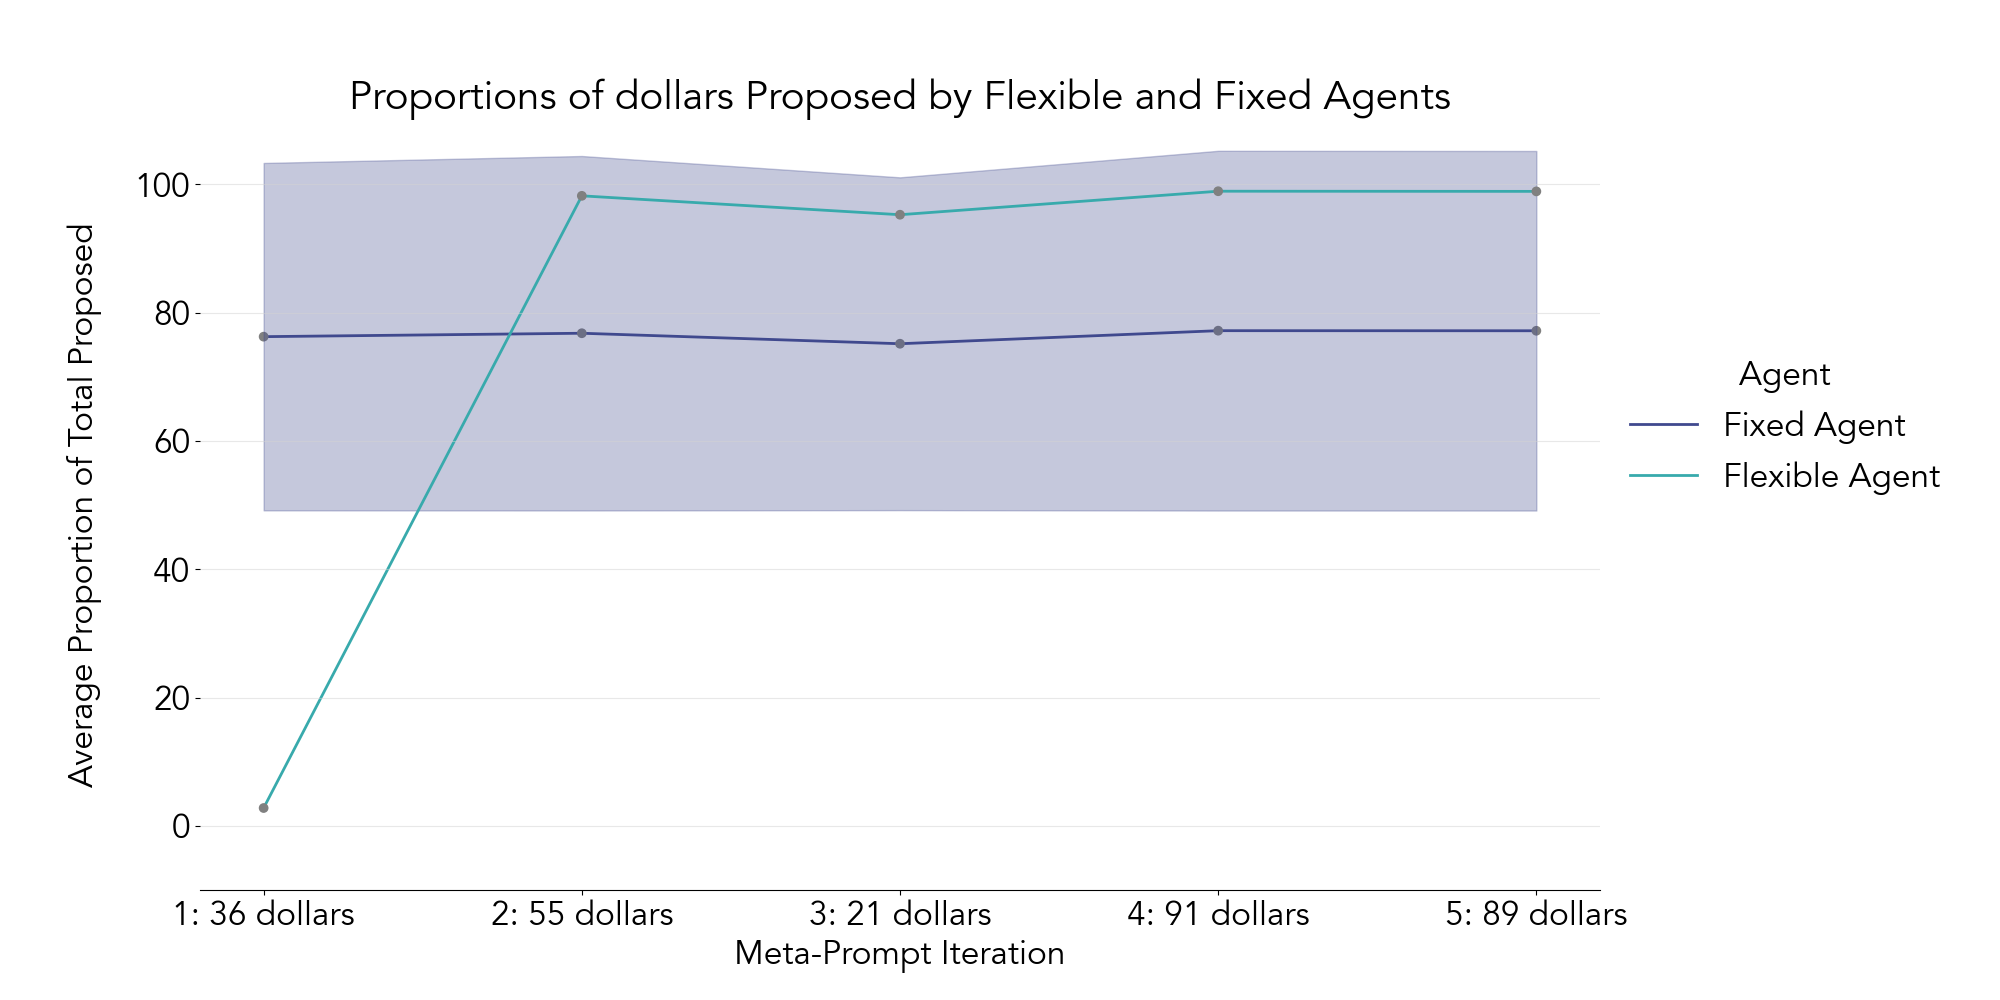 Proportions of dollars Proposed by Flexible and Fixed Agents
Average Proportion of Total Proposed
100
80
60
40
20
0
1: 36 dollars
2: 55 dollars
3: 21 dollars
4: 91 dollars
5: 89 dollars
Meta-Prompt Iteration
Agent
Fixed Agent
Flexible Agent